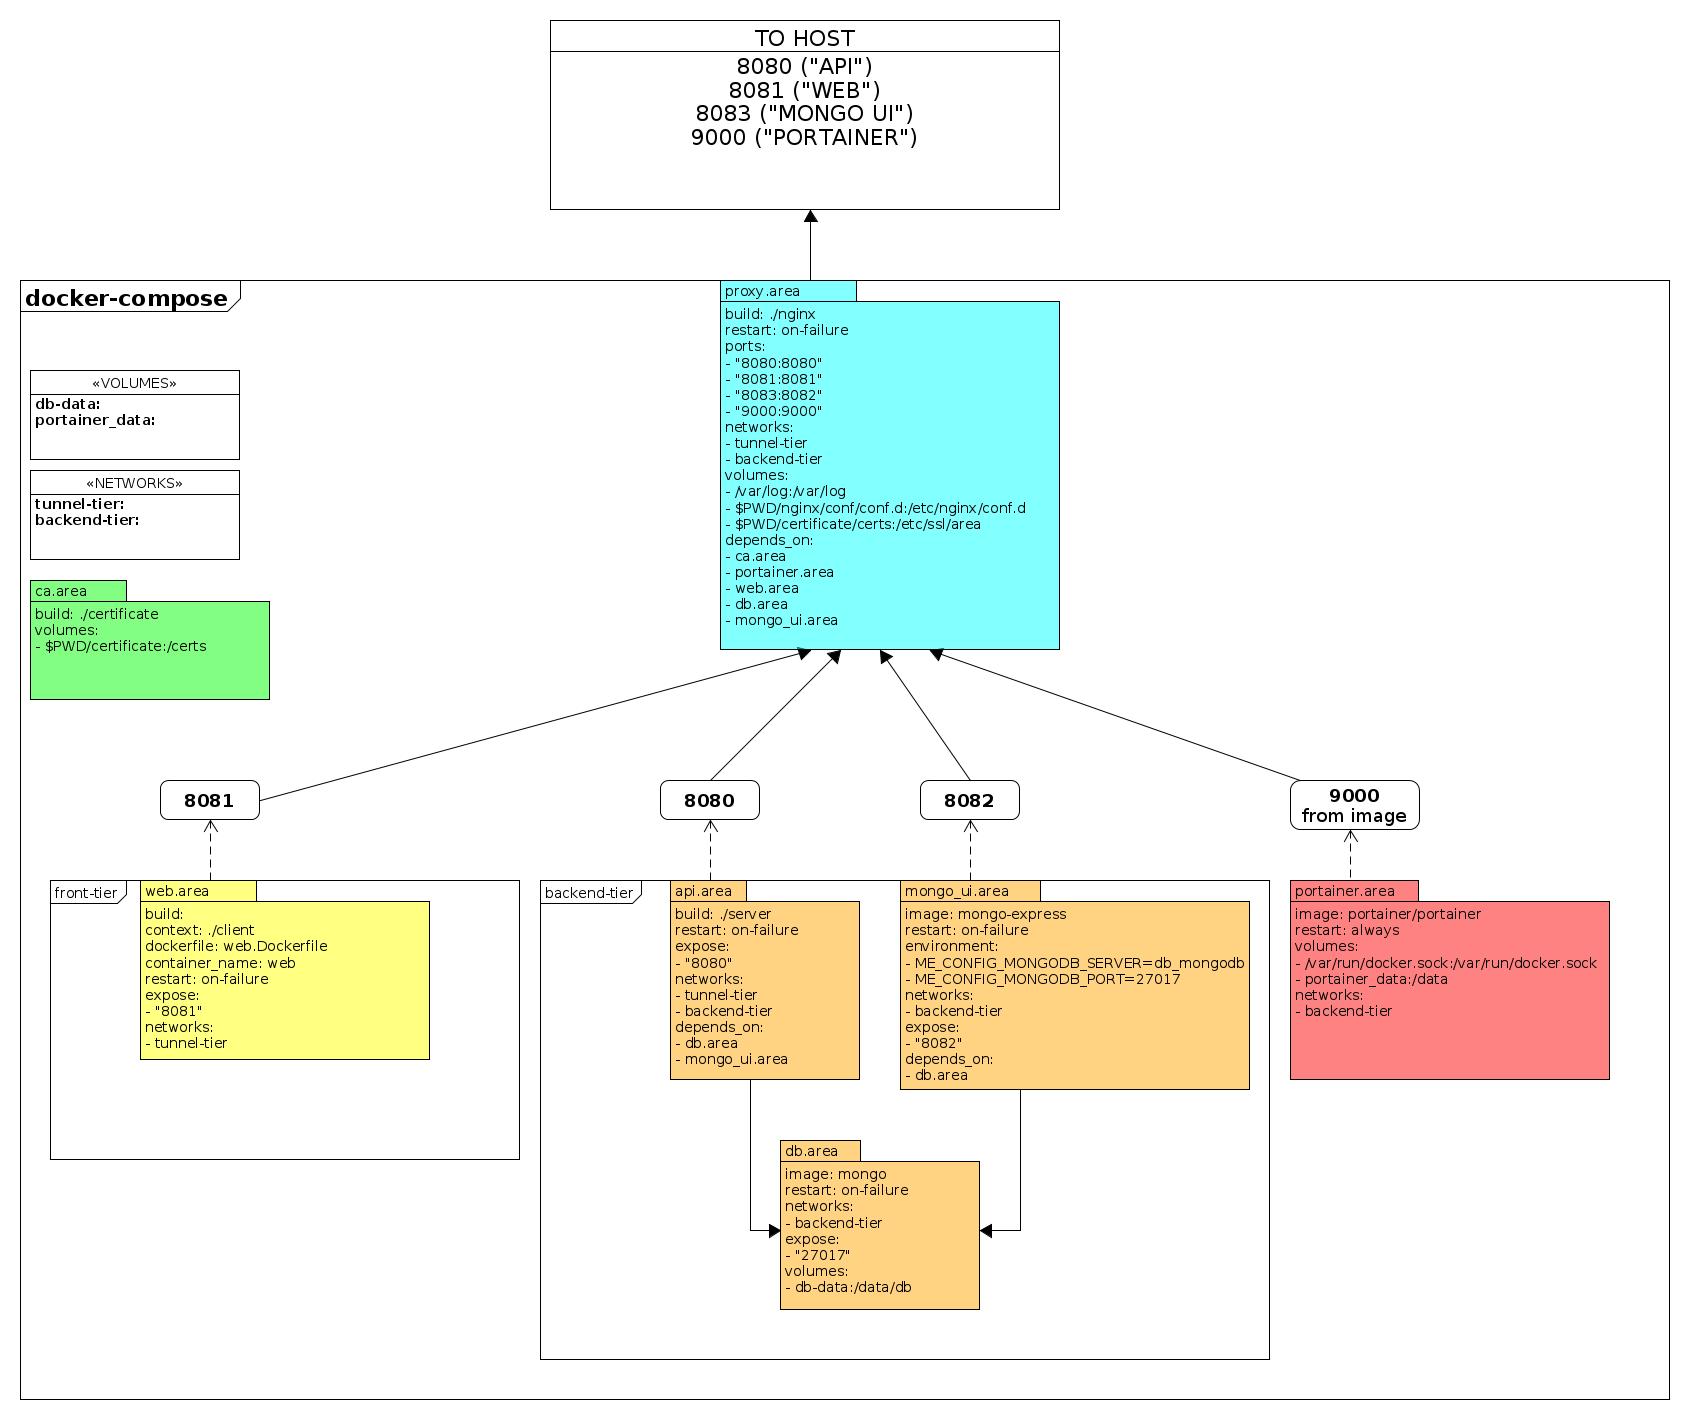 TO HOST
8080 ("API")
8081 ("WEB")
8083 ("MONGO UI")
9000 ("PORTAINER")
docker-compose
proxy.area
build: ./nginx
restart: on-failure
ports:
- "8080:8080"
- "8081:8081"
- "8083:8082"
- "9000:9000"
networks:
- tunnel-tier
- backend-tier
volumes:
- /var/log:/var/log
- $PWD/nginx/conf/conf.d:/etc/nginx/conf.d
- $PWD/certificate/certs:/etc/ssl/area
depends_on:
- ca.area
- portainer.area
- web.area
- db.area
- mongo_ui.area
«VOLUMES»
db-data:
portainer_data:
«NETWORKS»
tunnel-tier:
backend-tier:
ca.area
build: ./certificate
volumes:
- $PWD/certificate:/certs
8081
8080
8082
9000
from image
front-tier
web.area
build:
context: ./client
dockerfile: web.Dockerfile
container_name: web
restart: on-failure
expose:
- "8081"
networks:
- tunnel-tier
backend-tier
api.area
build: ./server
restart: on-failure
expose:
- "8080"
networks:
- tunnel-tier
- backend-tier
depends_on:
- db.area
- mongo_ui.area
mongo_ui.area
image: mongo-express
restart: on-failure
environment:
- ME_CONFIG_MONGODB_SERVER=db_mongodb
- ME_CONFIG_MONGODB_PORT=27017
networks:
- backend-tier
expose:
- "8082"
depends_on:
- db.area
portainer.area
image: portainer/portainer
restart: always
volumes:
- /var/run/docker.sock:/var/run/docker.sock
- portainer_data:/data
networks:
- backend-tier
db.area
image: mongo
restart: on-failure
networks:
- backend-tier
expose:
- "27017"
volumes:
- db-data:/data/db